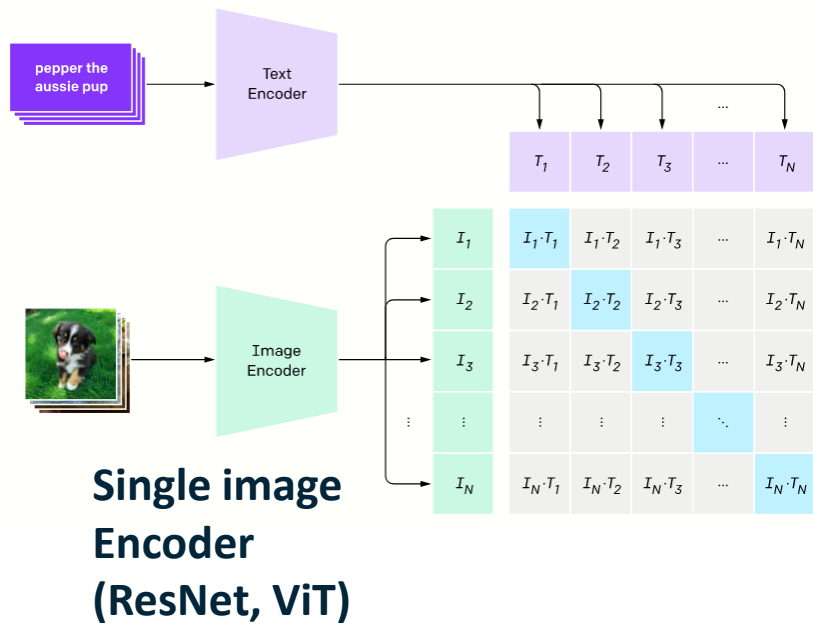 pepper the
aussie pup
Text
Encoder
...
T1 T2 T3 ... TN
I1 I1·T1 I1·T2 I1·T3 ... I1·TN
I2 I2·T1 I2·T2 I2·T3 ... I2·TN
Image
Encoder
I3 I3·T1 I3·T2 I3·T3 ... I3·TN
⋮ ⋮ ⋮ ⋮ ⋮ ⋱ ⋮
IN IN·T1 IN·T2 IN·T3 ... IN·TN
Single image
Encoder
(ResNet, ViT)